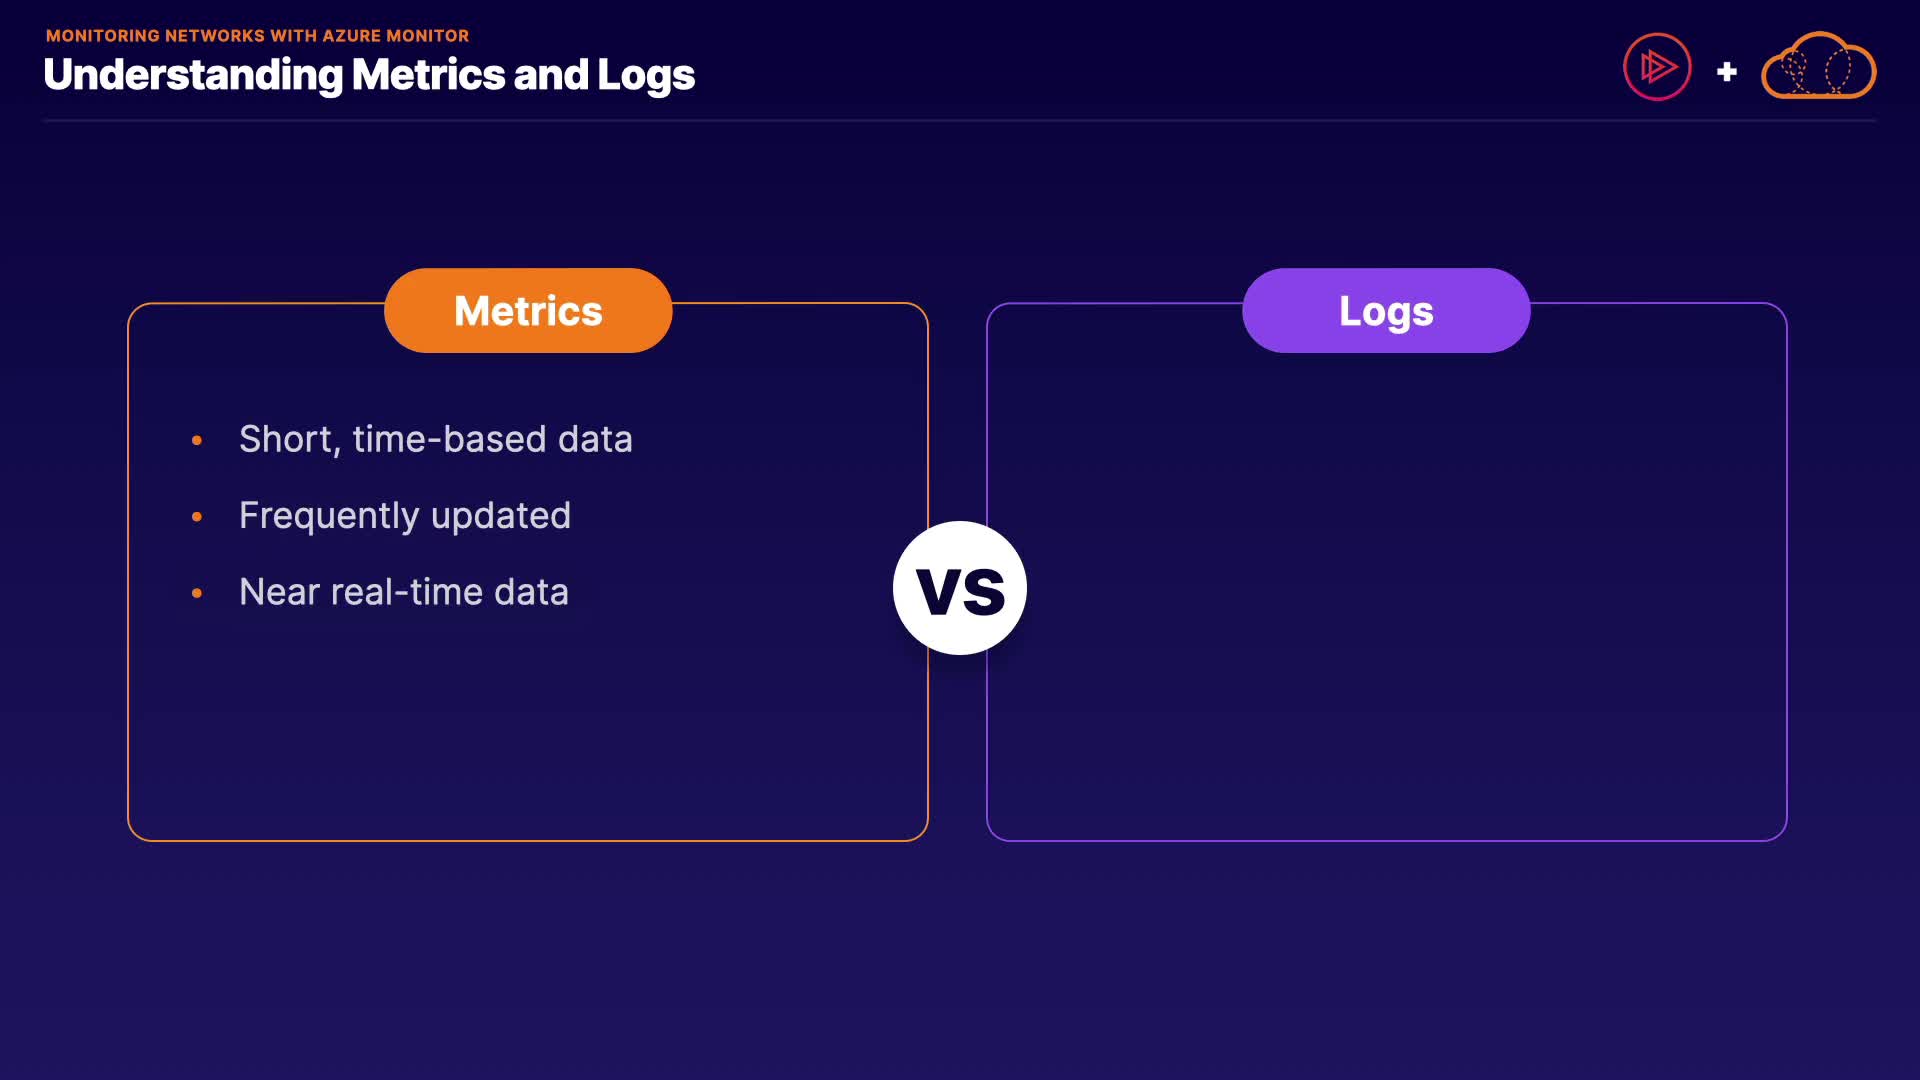 MONITORING NETWORKS WITH AZURE MONITOR
Understanding Metrics and Logs
+
Metrics
• Short, time-based data
• Frequently updated
• Near real-time data
VS
Logs